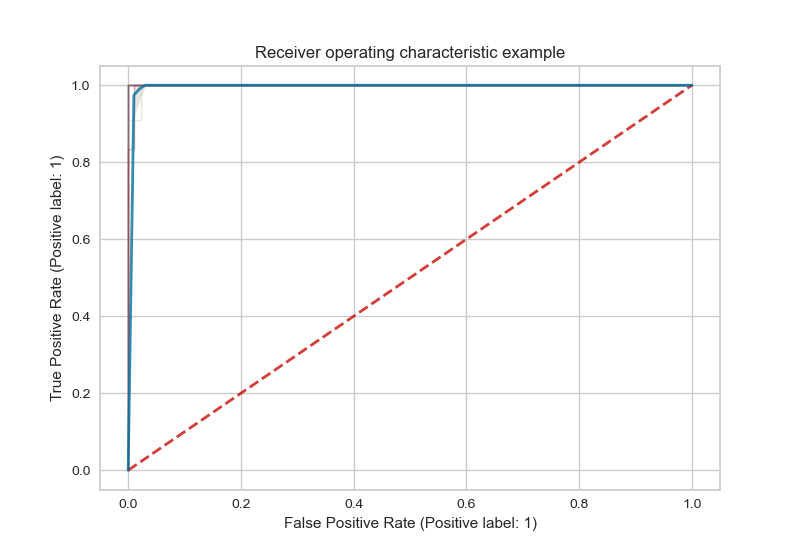 Receiver operating characteristic example
True Positive Rate (Positive label: 1)
1.0
0.8
0.6
0.4
0.2
0.0
0.0 0.2 0.4 0.6 0.8 1.0
False Positive Rate (Positive label: 1)